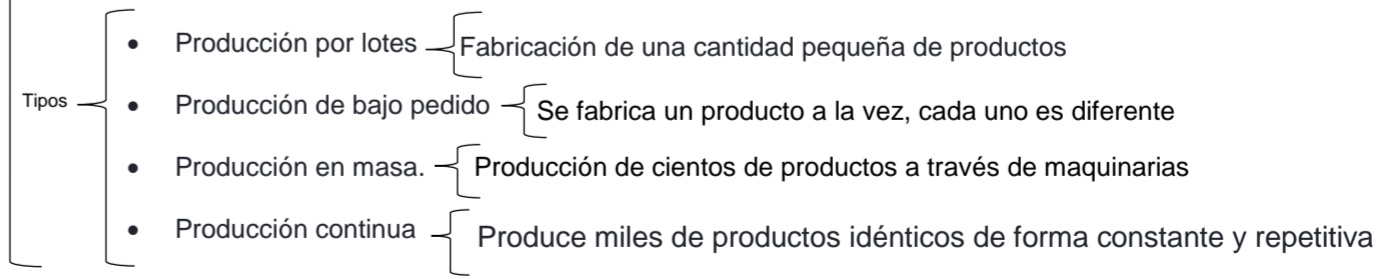 • Producción por lotes Fabricación de una cantidad pequeña de productos
Tipos • Producción de bajo pedido Se fabrica un producto a la vez, cada uno es diferente
• Producción en masa. Producción de cientos de productos a través de maquinarias
• Producción continua Produce miles de productos idénticos de forma constante y repetitiva